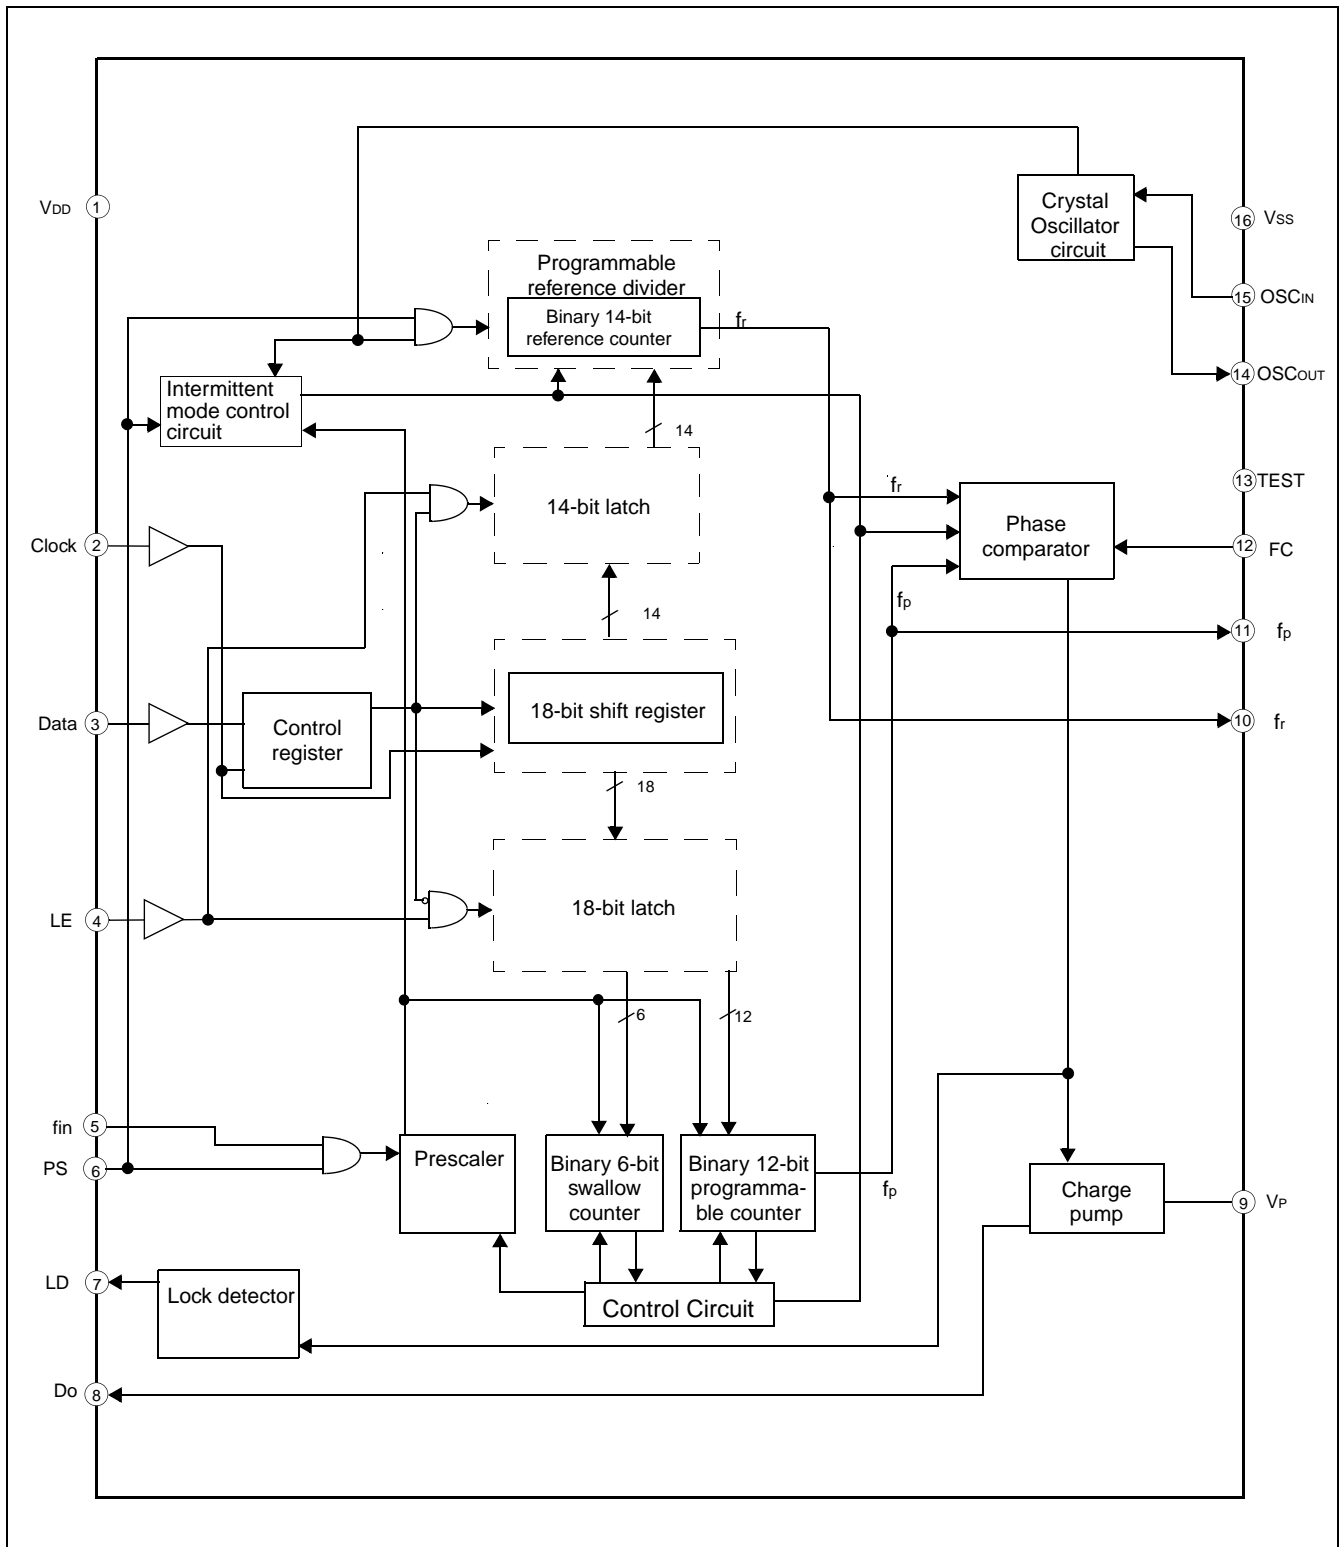 Crystal
Oscillator
circuit
VDD
1
16
VSS
Programmable
reference divider
Binary 14-bit
reference counter
fr
15
OSCIN
14
OSCOUT
Intermittent
mode control
circuit
14
13
TEST
14-bit latch
fr
Phase
comparator
Clock
2
12
FC
14
fp
11
fp
Data
3
Control
register
18-bit shift register
10
fr
18
LE
4
18-bit latch
6
12
fin
5
PS
6
Prescaler
Binary 6-bit
swallow
counter
Binary 12-bit
programma-
ble counter
fp
Charge
pump
9
VP
LD
7
Lock detector
Control Circuit
Do
8